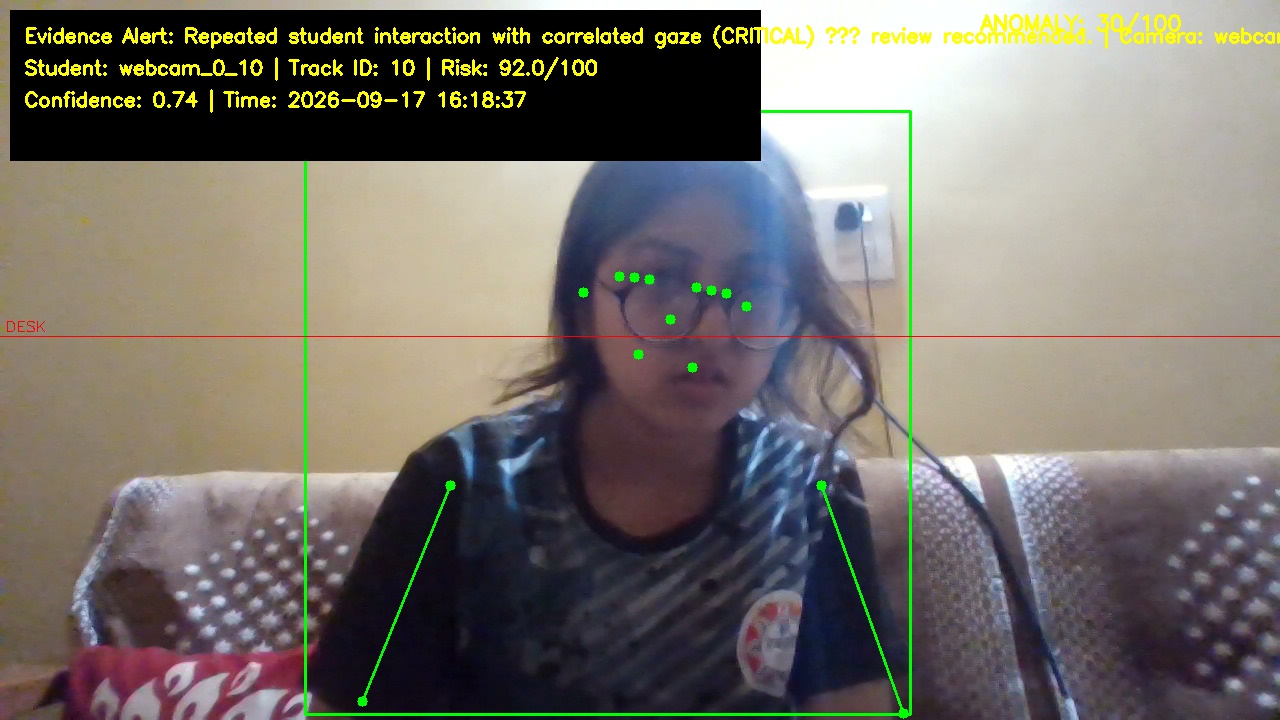 ANOMALY: 30/100
Evidence Alert: Repeated student interaction with correlated gaze (CRITICAL) ??? review recommended. | Camera: webca
Student: webcam_0_10 | Track ID: 10 | Risk: 92.0/100
Confidence: 0.74 | Time: 2026-09-17 16:18:37
DESK